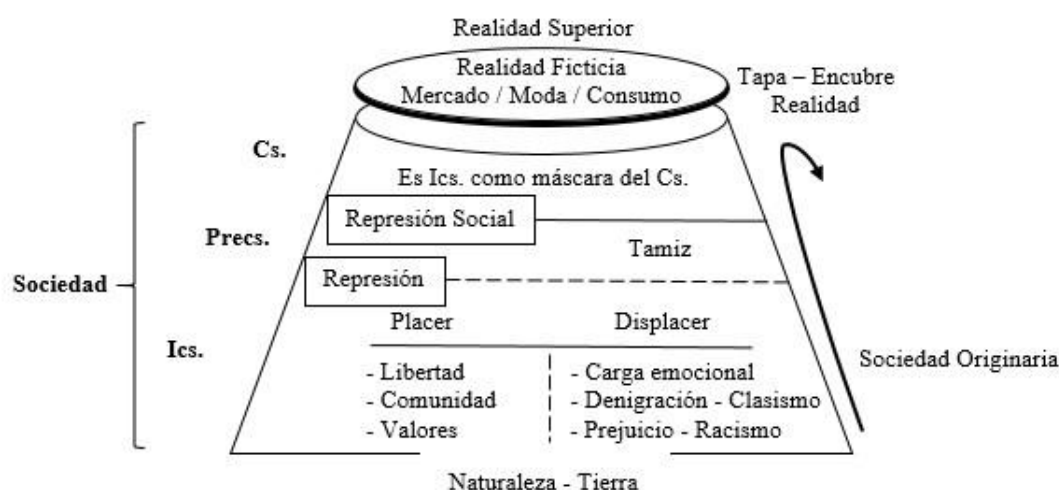 Realidad Superior
Realidad Ficticia
Mercado / Moda / Consumo
Tapa – Encubre
Realidad
Cs.
Es Ics. como máscara del Cs.
Represión Social
Precs.
Tamiz
Sociedad
Represión
Placer
Displacer
Ics.
Sociedad Originaria
- Libertad
- Comunidad
- Valores
- Carga emocional
- Denigración - Clasismo
- Prejuicio - Racismo
Naturaleza - Tierra